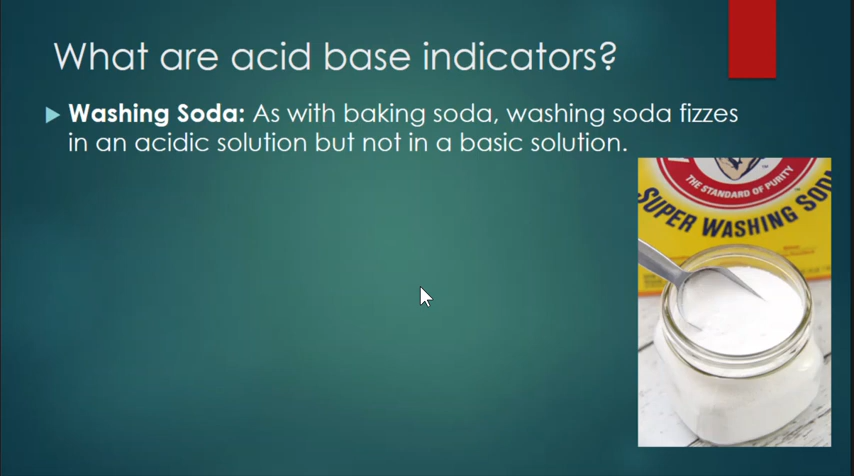 What are acid base indicators?
Washing Soda: As with baking soda, washing soda fizzes
in an acidic solution but not in a basic solution.
THE STANDARD OF PURITY
SUPER WASHING SODA